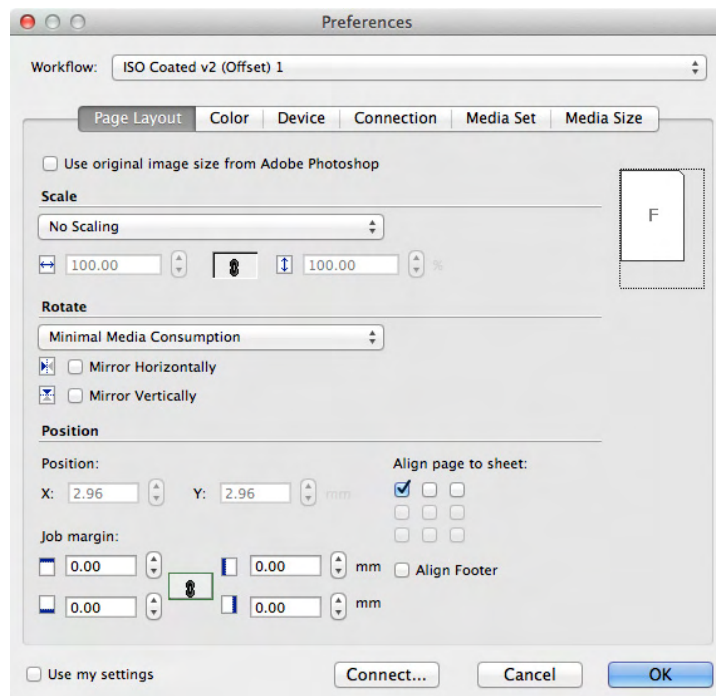 Preferences
Workflow: ISO Coated v2 (Offset) 1
Page Layout Color Device Connection Media Set Media Size
Use original image size from Adobe Photoshop
Scale
F
No Scaling
100.00 100.00 %
Rotate
Minimal Media Consumption
Mirror Horizontally
Mirror Vertically
Position
Position: Align page to sheet:
X: 2.96 Y: 2.96 mm
Job margin:
0.00 0.00 mm Align Footer
0.00 0.00 mm
Use my settings Connect... Cancel OK